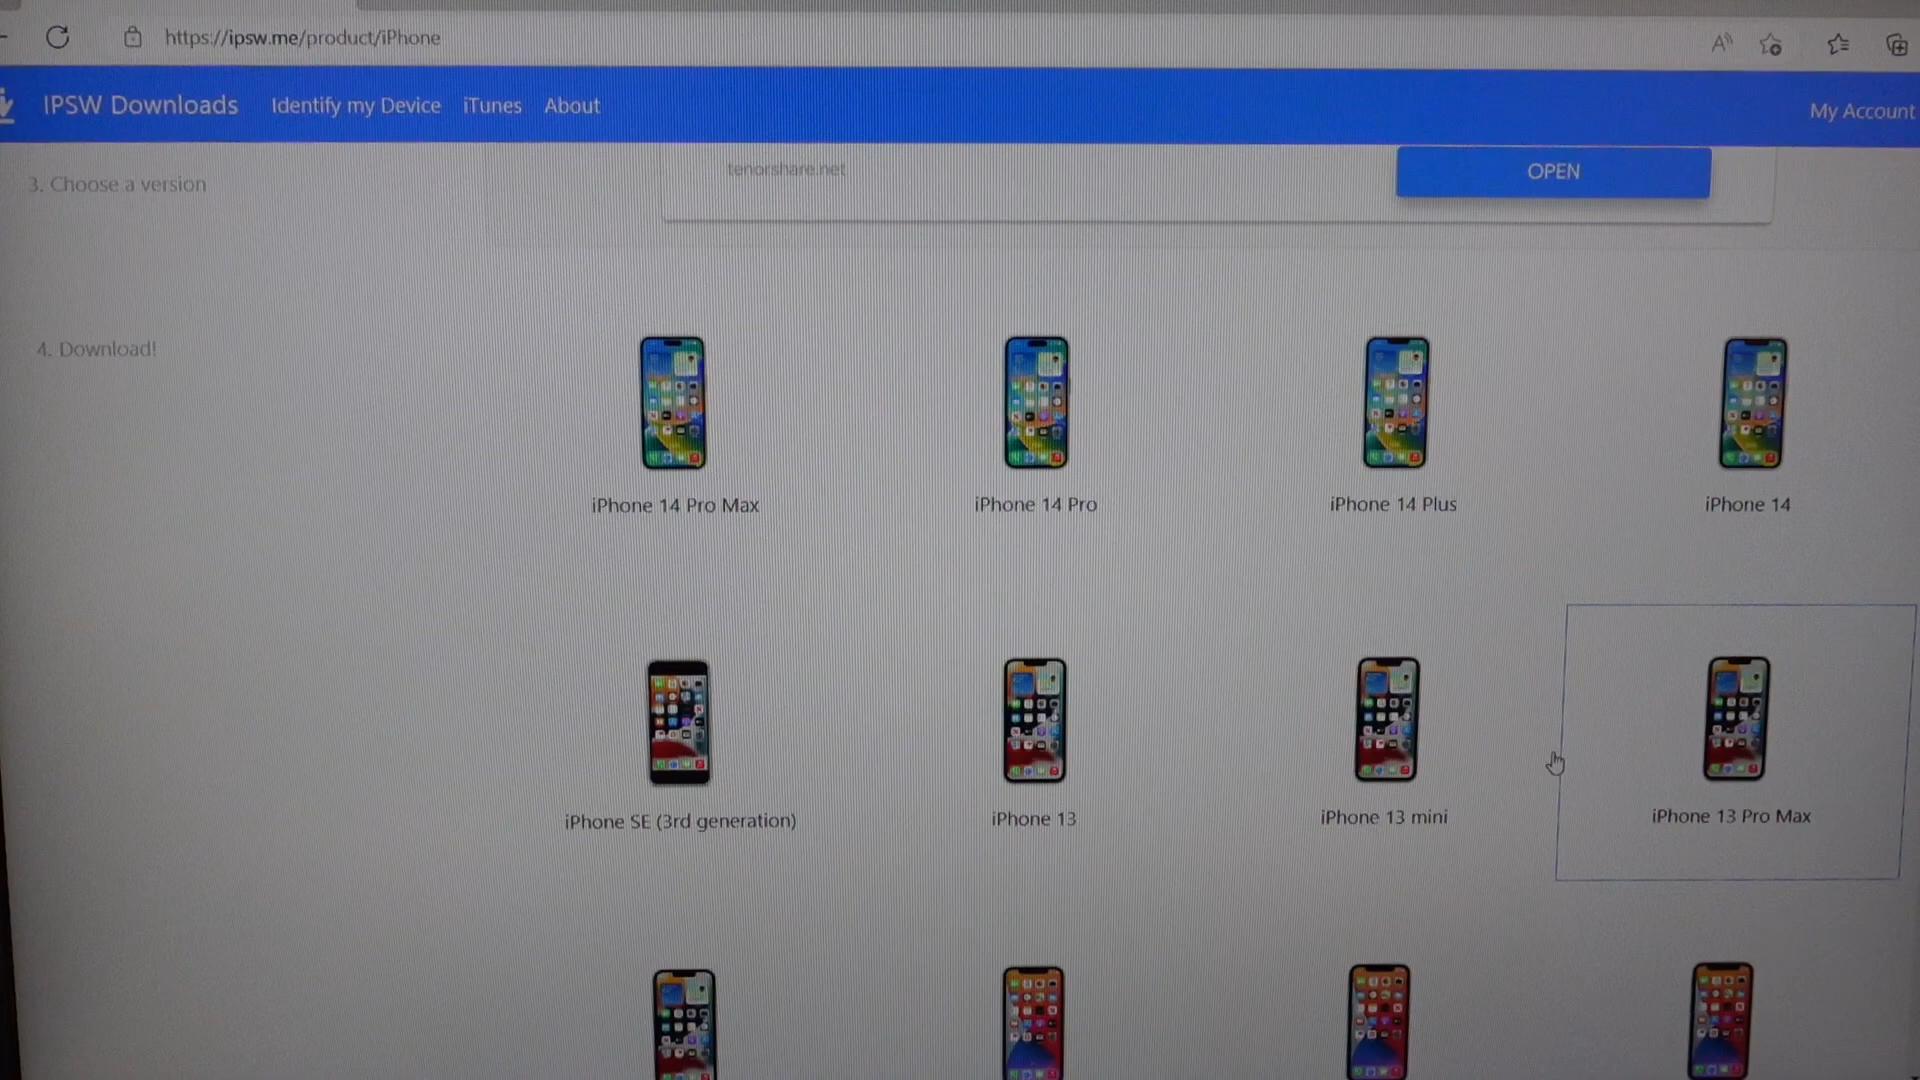 https://ipsw.me/product/iPhone
IPSW Downloads Identify my Device iTunes About My Account
3. Choose a version
tenorshare.net
OPEN
4. Download!
iPhone 14 Pro Max
iPhone 14 Pro
iPhone 14 Plus
iPhone 14
iPhone SE (3rd generation)
iPhone 13
iPhone 13 mini
iPhone 13 Pro Max